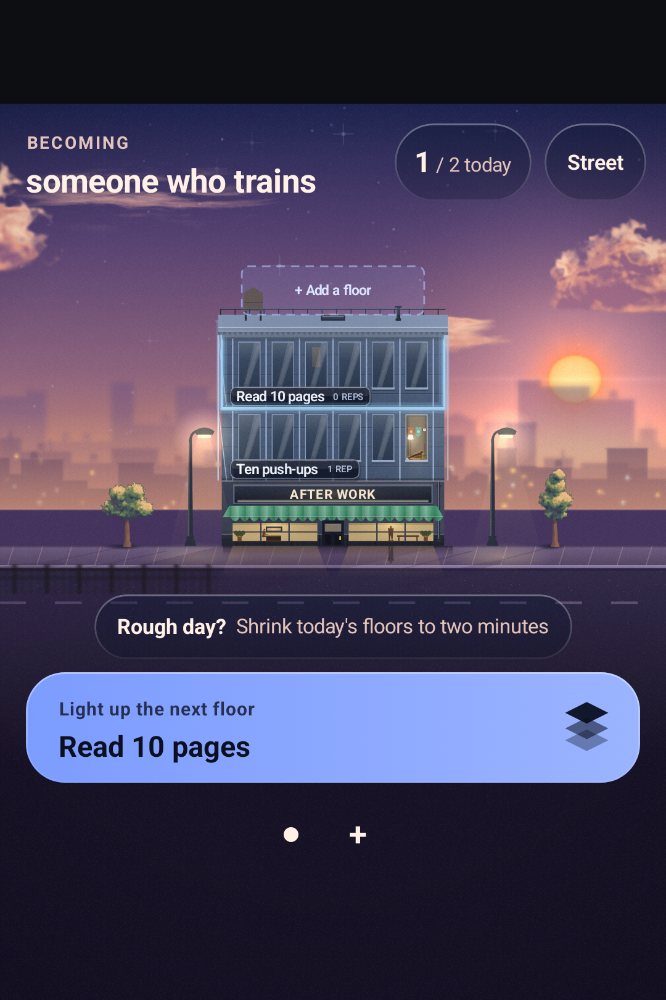 BECOMING
someone who trains
1 / 2 today
Street
+ Add a floor
Read 10 pages 0 REPS
Ten push-ups 1 REP
AFTER WORK
Rough day? Shrink today's floors to two minutes
Light up the next floor
Read 10 pages
+